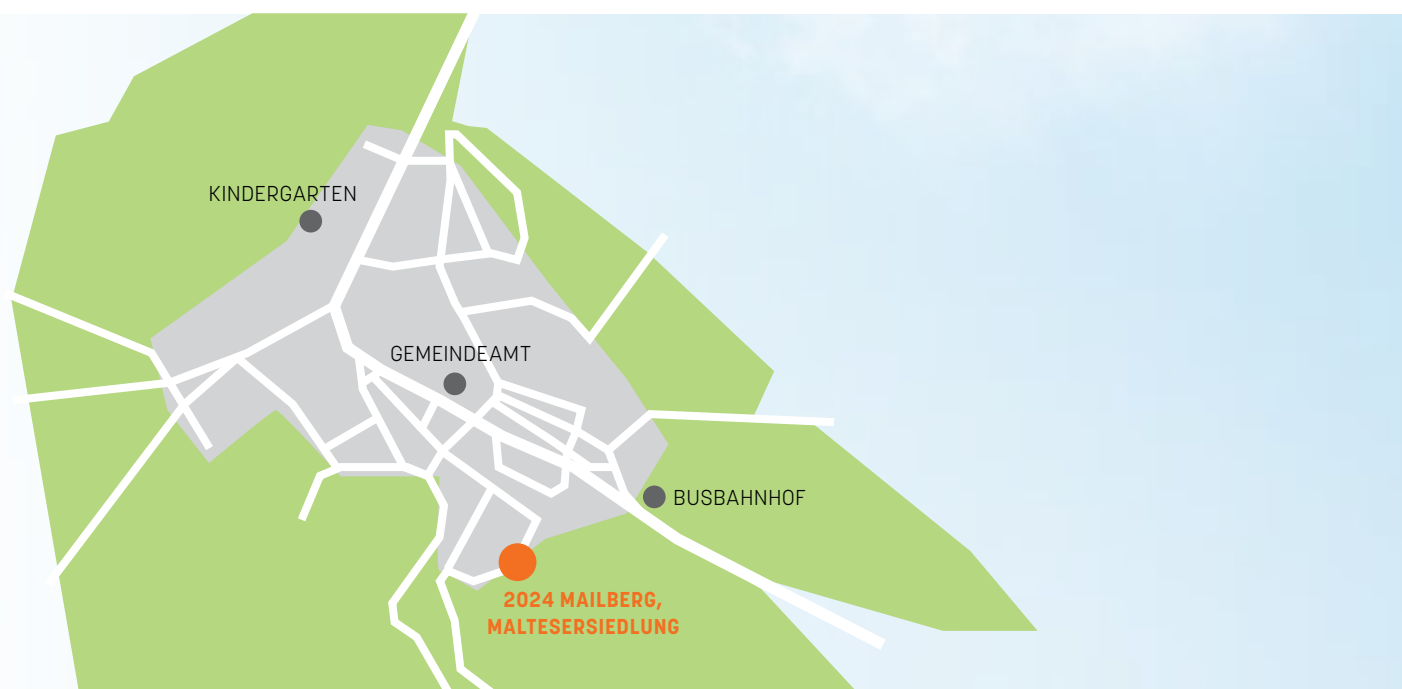 KINDERGARTEN
GEMEINDEAMT
BUSBAHNHOF
2024 MAILBERG,
MALTESERSIEDLUNG